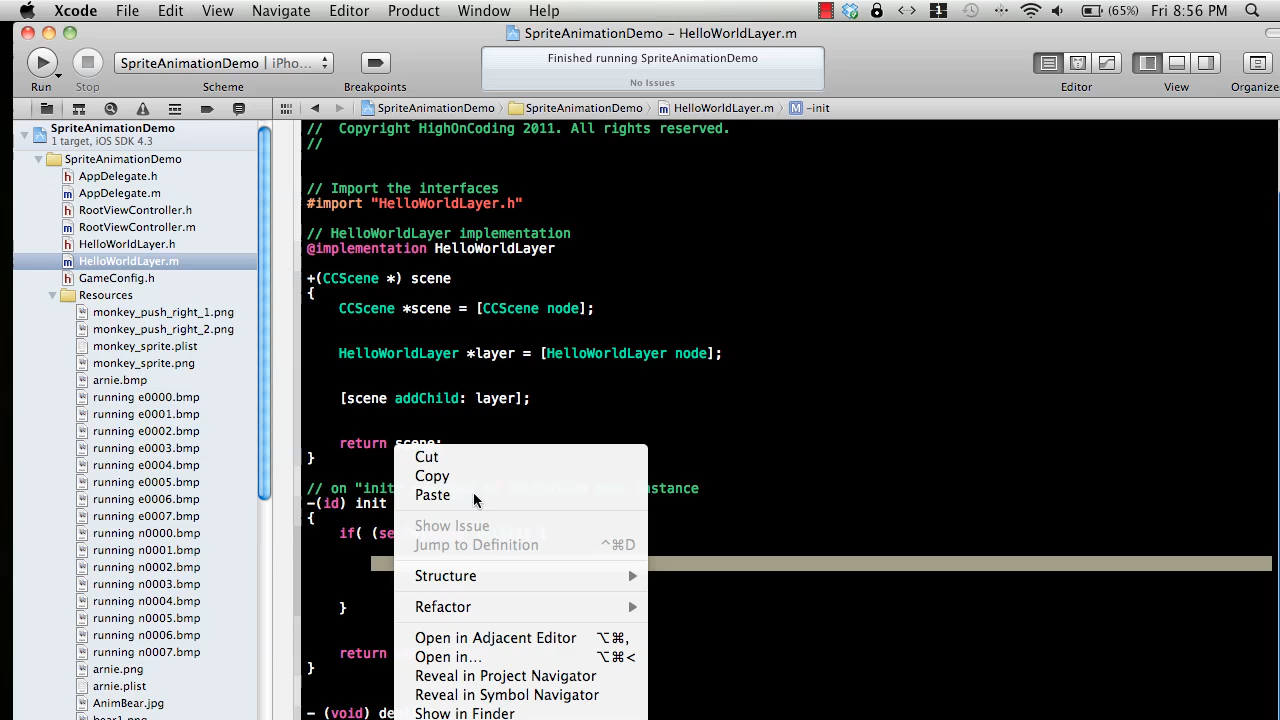 Xcode File Edit View Navigate Editor Product Window Help 1 (65%) Fri 8:56 PM
SpriteAnimationDemo – HelloWorldLayer.m
SpriteAnimationDemo | iPho...
Finished running SpriteAnimationDemo
No Issues
Run Stop Scheme Breakpoints Editor View Organize
SpriteAnimationDemo SpriteAnimationDemo HelloWorldLayer.m M -init
SpriteAnimationDemo
1 target, iOS SDK 4.3
SpriteAnimationDemo
h AppDelegate.h
m AppDelegate.m
h RootViewController.h
m RootViewController.m
h HelloWorldLayer.h
m HelloWorldLayer.m
h GameConfig.h
Resources
monkey_push_right_1.png
monkey_push_right_2.png
monkey_sprite.plist
monkey_sprite.png
arnie.bmp
running e0000.bmp
running e0001.bmp
running e0002.bmp
running e0003.bmp
running e0004.bmp
running e0005.bmp
running e0006.bmp
running e0007.bmp
running n0000.bmp
running n0001.bmp
running n0002.bmp
running n0003.bmp
running n0004.bmp
running n0005.bmp
running n0006.bmp
running n0007.bmp
arnie.png
arnie.plist
AnimBear.jpg
// Copyright HighOnCoding 2011. All rights reserved.
//
// Import the interfaces
#import "HelloWorldLayer.h"
// HelloWorldLayer implementation
@implementation HelloWorldLayer
+(CCScene *) scene
{
CCScene *scene = [CCScene node];
HelloWorldLayer *layer = [HelloWorldLayer node];
[scene addChild: layer];
return scene;
}
// on "init stance
-(id) init
{
if( (se
}
return
}
- (void) de
Cut
Copy
Paste
Show Issue
Jump to Definition ^⌘D
Structure
Refactor
Open in Adjacent Editor ⌥⌘,
Open in... ⌥⌘<
Reveal in Project Navigator
Reveal in Symbol Navigator
Show in Finder